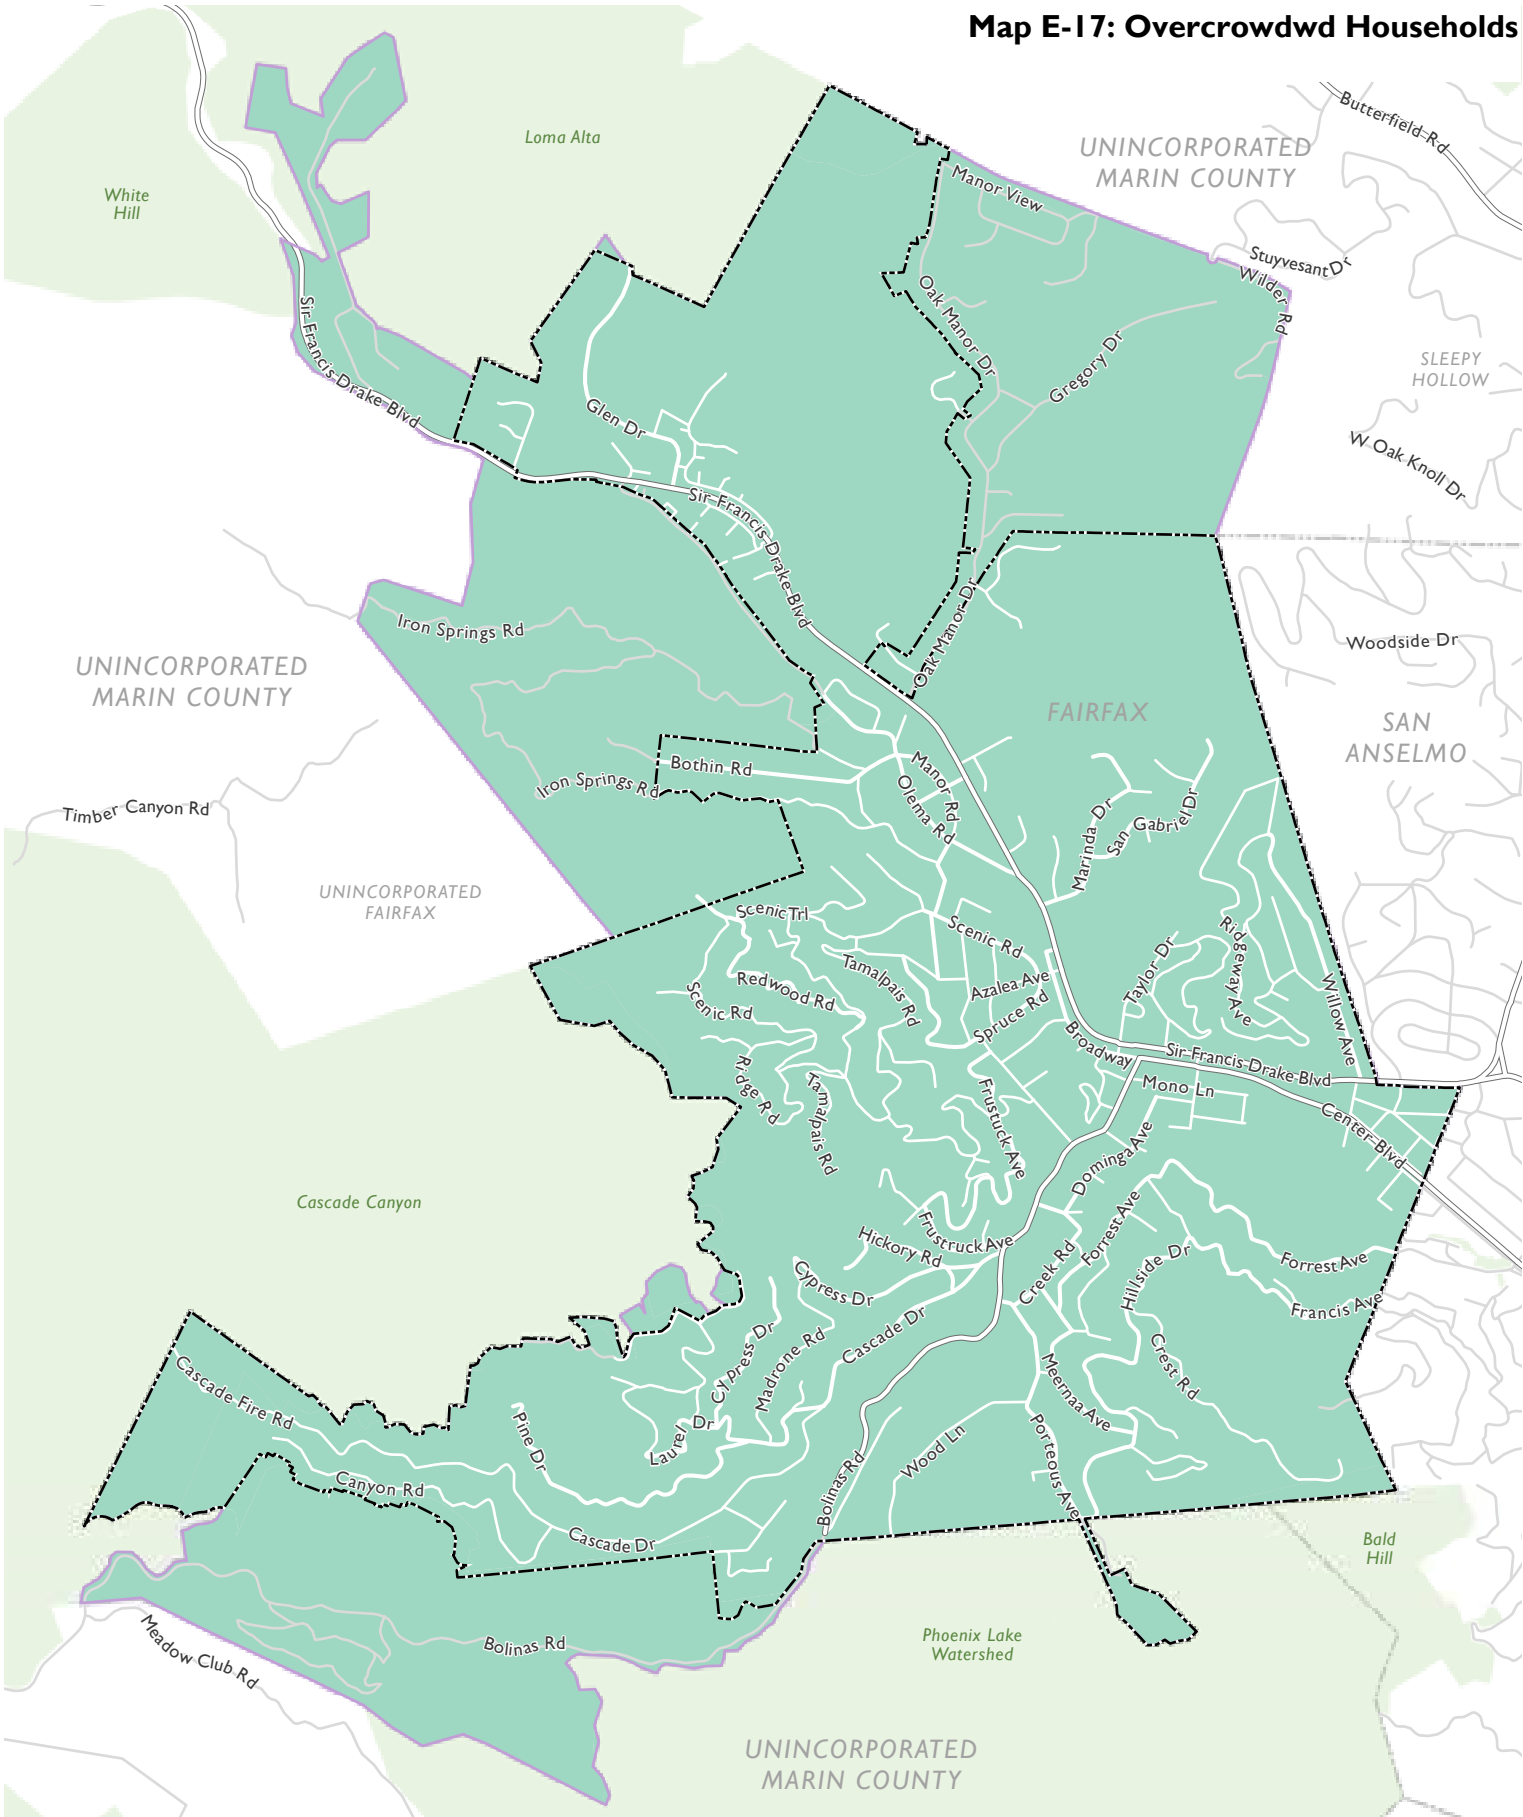 Map E-17: Overcrowdwd Households
Butterfield Rd
Loma Alta
UNINCORPORATED
MARIN COUNTY
White
Hill
Manor View
Stuyvesant Dr
Wilder Rd
Oak Manor Dr
Sir Francis Drake Blvd
Gregory Dr
SLEEPY
HOLLOW
Glen Dr
W Oak Knoll Dr
Sir Francis Drake Blvd
Iron Springs Rd
Oak Manor Dr
Woodside Dr
UNINCORPORATED
MARIN COUNTY
FAIRFAX
SAN
ANSELMO
Bothin Rd
Manor Rd
Iron Springs Rd
Olema Rd
Timber Canyon Rd
Marinda Dr
San Gabriel Dr
UNINCORPORATED
FAIRFAX
Scenic Trl
Scenic Rd
Ridgeway Ave
Taylor Dr
Tamalpais Rd
Redwood Rd
Azalea Ave
Scenic Rd
Spruce Rd
Willow Ave
Broadway
Sir Francis Drake Blvd
Ridge Rd
Tamalpais Rd
Mono Ln
Frustuck Ave
Center Blvd
Dominga Ave
Cascade Canyon
Forrest Ave
Frustruck Ave
Hickory Rd
Creek Rd
Hillside Dr
Forrest Ave
Cypress Dr
Francis Ave
Cascade Dr
Cypress Dr
Madrone Rd
Crest Rd
Cascade Fire Rd
Meernaa Ave
Pine Dr
Laurel Dr
Wood Ln
Porteous Ave
Canyon Rd
Bolinas Rd
Cascade Dr
Bald
Hill
Meadow Club Rd
Bolinas Rd
Phoenix Lake
Watershed
UNINCORPORATED
MARIN COUNTY